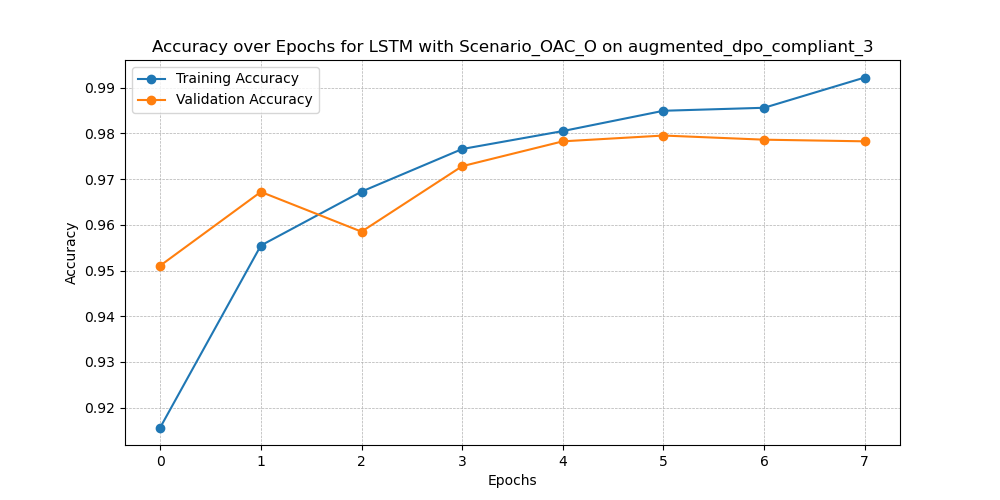 Accuracy over Epochs for LSTM with Scenario_OAC_O on augmented_dpo_compliant_3
Training Accuracy
Validation Accuracy
0.99
0.98
0.97
0.96
0.95
0.94
0.93
0.92
Accuracy
0 1 2 3 4 5 6 7
Epochs